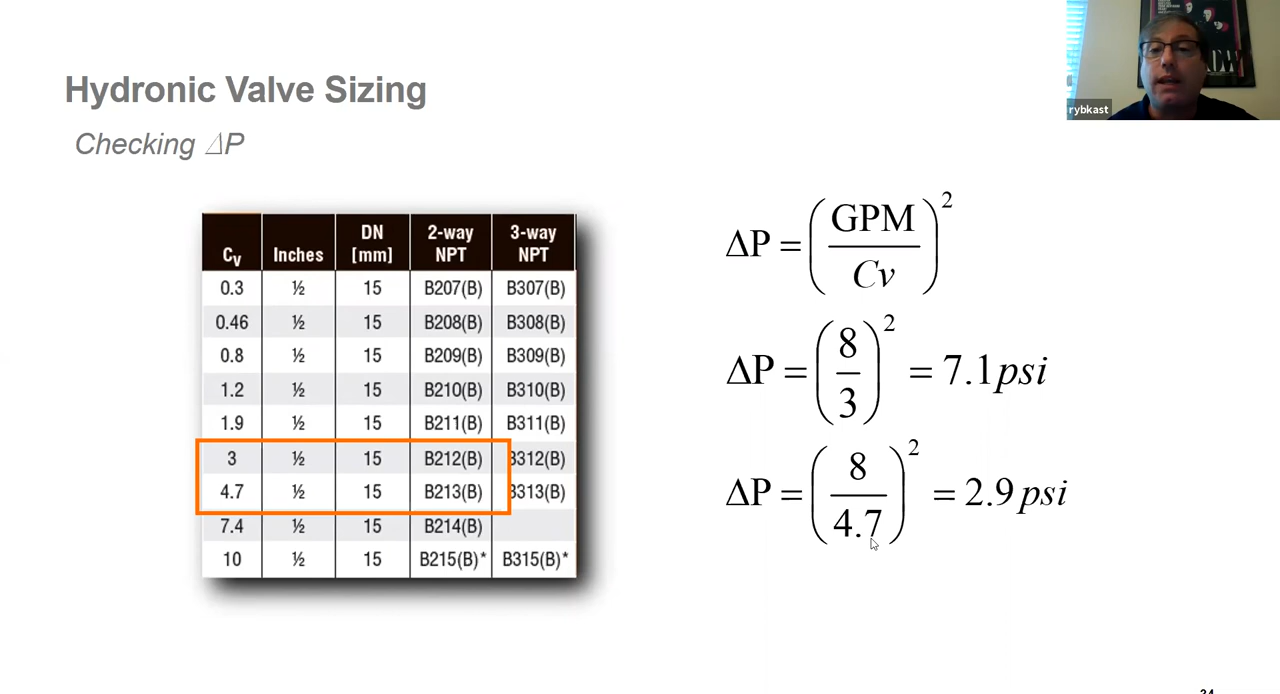 rybkast
Hydronic Valve Sizing
Checking ΔP
Cv Inches DN [mm] 2-way NPT 3-way NPT
0.3 ½ 15 B207(B) B307(B)
0.46 ½ 15 B208(B) B308(B)
0.8 ½ 15 B209(B) B309(B)
1.2 ½ 15 B210(B) B310(B)
1.9 ½ 15 B211(B) B311(B)
3 ½ 15 B212(B) B312(B)
4.7 ½ 15 B213(B) B313(B)
7.4 ½ 15 B214(B)
10 ½ 15 B215(B)* B315(B)*
ΔP = (GPM / Cv)²
ΔP = (8 / 3)² = 7.1 psi
ΔP = (8 / 4.7)² = 2.9 psi